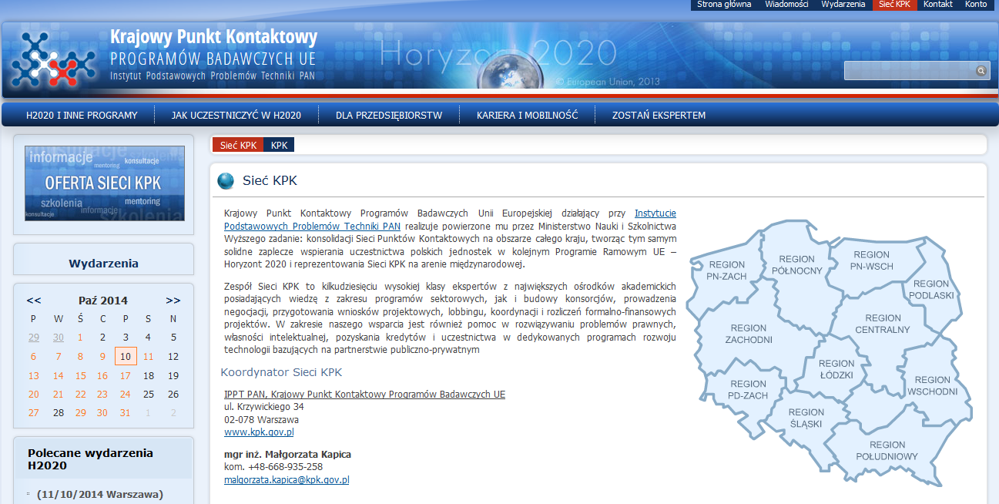 Strona główna Wiadomości Wydarzenia Sieć KPK Kontakt Konto
Krajowy Punkt Kontaktowy
PROGRAMÓW BADAWCZYCH UE
Instytut Podstawowych Problemów Techniki PAN
Horyzont 2020
© European Union, 2013
H2020 I INNE PROGRAMY JAK UCZESTNICZYĆ W H2020 DLA PRZEDSIĘBIORSTW KARIERA I MOBILNOŚĆ ZOSTAŃ EKSPERTEM
konsultacje szkolenia
informacje
mentoring konsultacje
OFERTA SIECI KPK
szkolenia mentoring
informacje
konsultacje szkolenia
Wydarzenia
<< Paź 2014 >>
P W Ś C P S N
29 30 1 2 3 4 5
6 7 8 9 10 11 12
13 14 15 16 17 18 19
20 21 22 23 24 25 26
27 28 29 30 31 1 2
Polecane wydarzenia
H2020
(11/10/2014 Warszawa)
Sieć KPK KPK
Sieć KPK
Krajowy Punkt Kontaktowy Programów Badawczych Unii Europejskiej działający przy Instytucie
Podstawowych Problemów Techniki PAN realizuje powierzone mu przez Ministerstwo Nauki i Szkolnictwa
Wyższego zadanie: konsolidacji Sieci Punktów Kontaktowych na obszarze całego kraju, tworząc tym samym
solidne zaplecze wspierania uczestnictwa polskich jednostek w kolejnym Programie Ramowym UE –
Horyzont 2020 i reprezentowania Sieci KPK na arenie międzynarodowej.
Zespół Sieci KPK to kilkudziesięciu wysokiej klasy ekspertów z największych ośrodków akademickich
posiadających wiedzę z zakresu programów sektorowych, jak i budowy konsorcjów, prowadzenia
negocjacji, przygotowania wniosków projektowych, lobbingu, koordynacji i rozliczeń formalno-finansowych
projektów. W zakresie naszego wsparcia jest również pomoc w rozwiązywaniu problemów prawnych,
własności intelektualnej, pozyskania kredytów i uczestnictwa w dedykowanych programach rozwoju
technologii bazujących na partnerstwie publiczno-prywatnym
Koordynator Sieci KPK
IPPT PAN, Krajowy Punkt Kontaktowy Programów Badawczych UE
ul. Krzywickiego 34
02-078 Warszawa
www.kpk.gov.pl
mgr inż. Małgorzata Kapica
kom. +48-668-935-258
malgorzata.kapica@kpk.gov.pl
REGION
PN-ZACH
REGION
PÓŁNOCNY
REGION
PN-WSCH
REGION
PODLASKI
REGION
ZACHODNI
REGION
CENTRALNY
REGION
ŁÓDZKI
REGION
PD-ZACH
REGION
WSCHODNI
REGION
ŚLĄSKI
REGION
POŁUDNIOWY